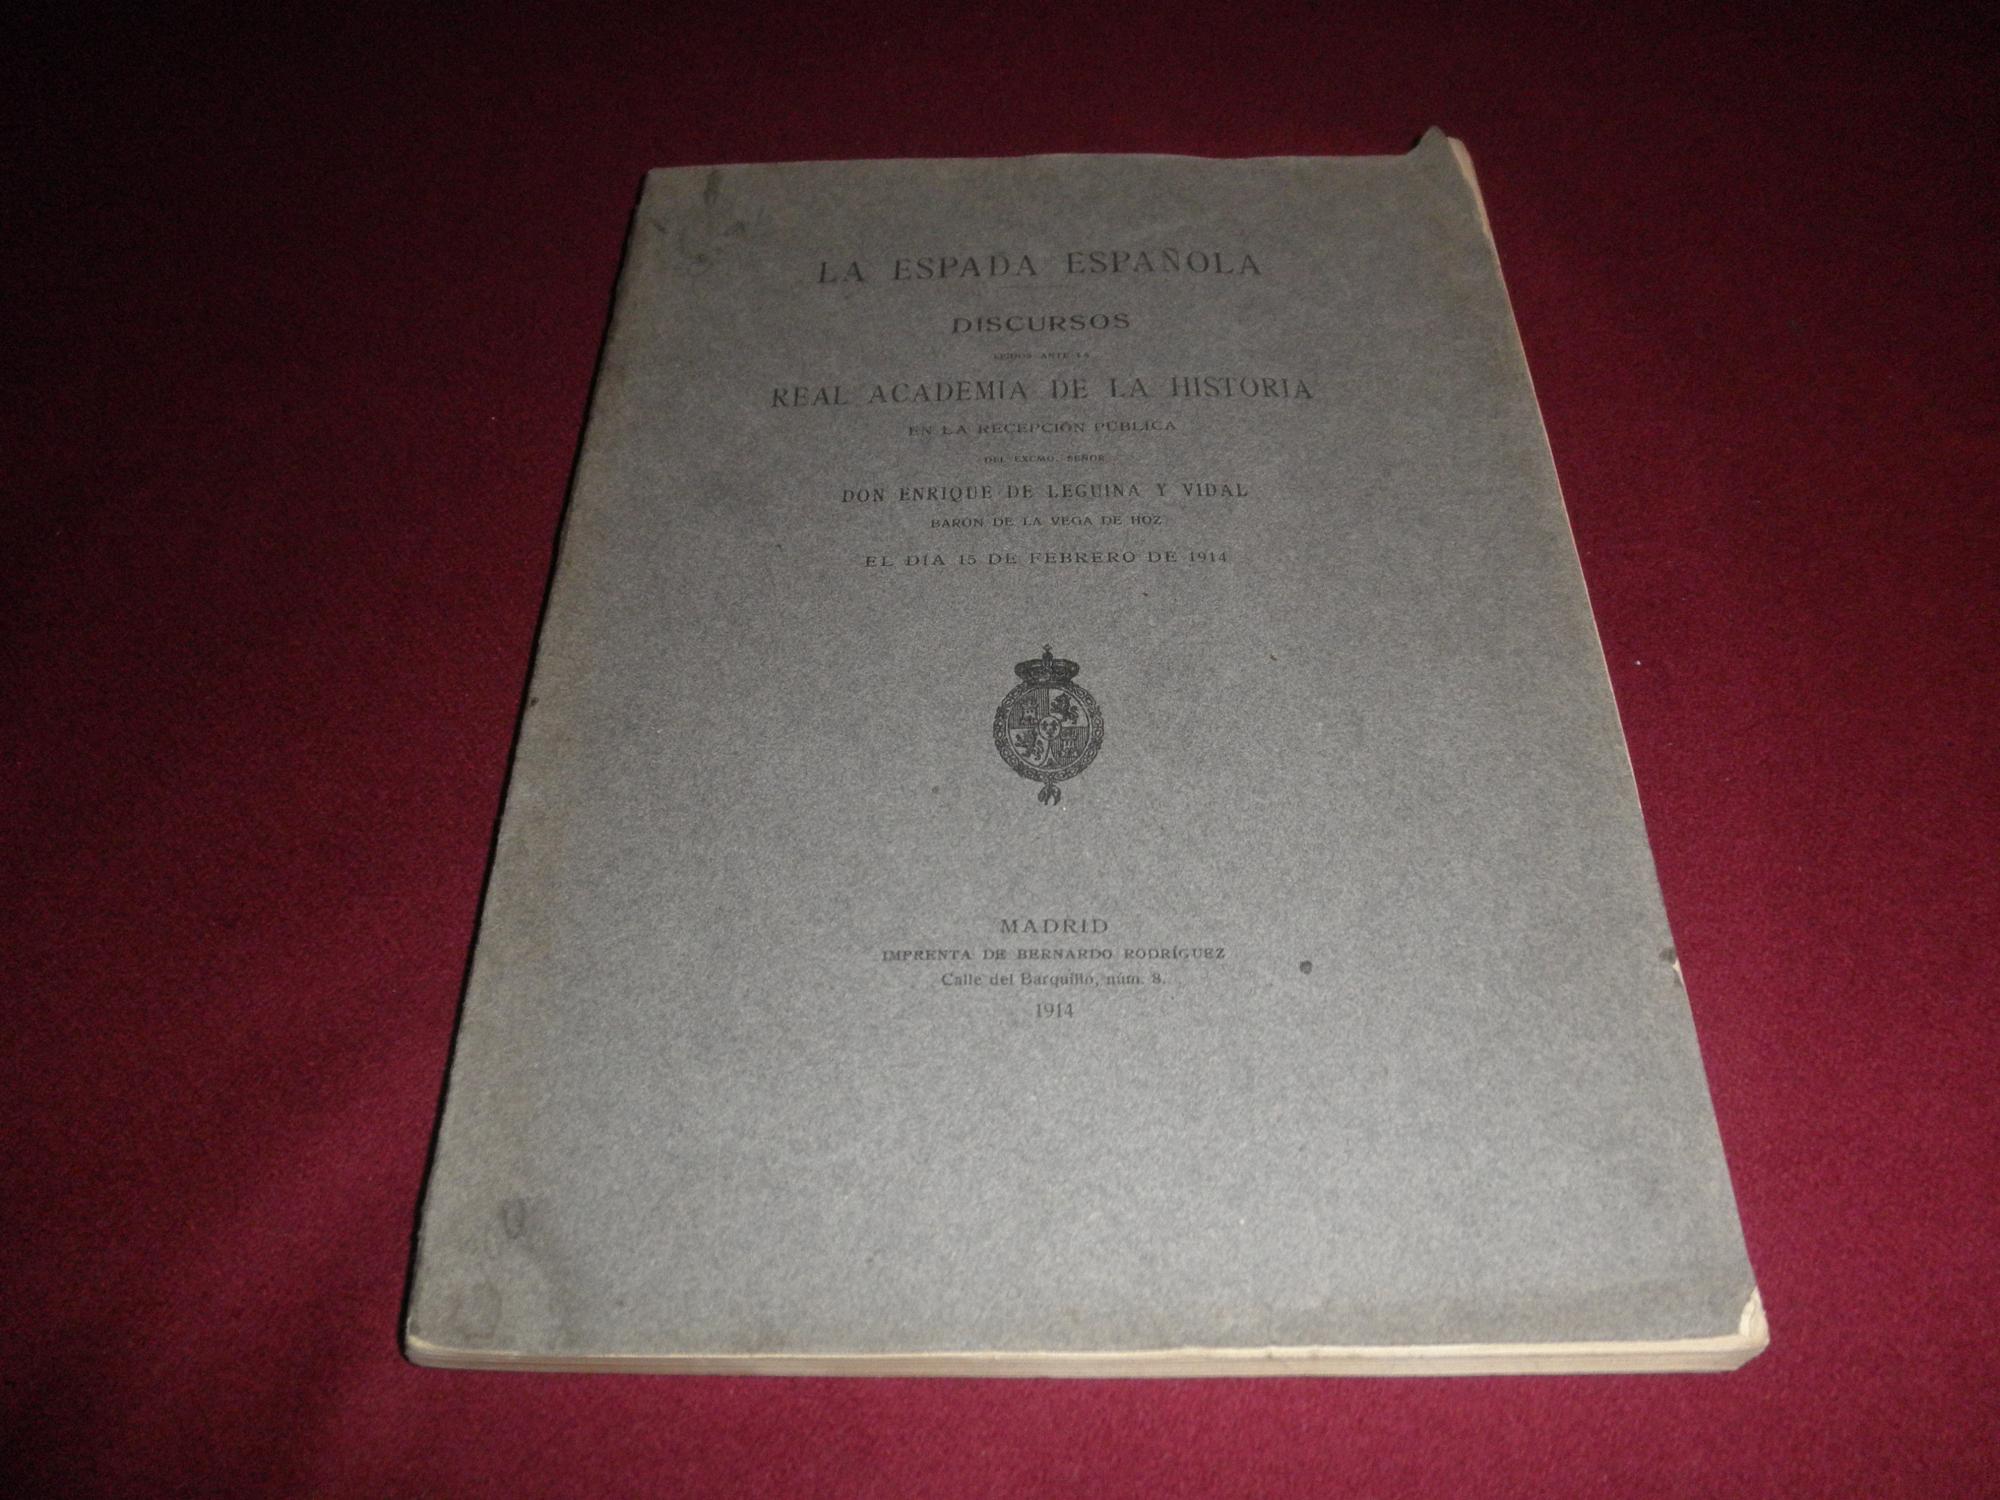 LA ESPADA ESPAÑOLA
DISCURSOS
LEÍDOS ANTE LA
REAL ACADEMIA DE LA HISTORIA
EN LA RECEPCIÓN PÚBLICA
DEL EXCMO. SEÑOR
DON ENRIQUE DE LEGUINA Y VIDAL
BARÓN DE LA VEGA DE HOZ
EL DÍA 15 DE FEBRERO DE 1914
MADRID
IMPRENTA DE BERNARDO RODRÍGUEZ
Calle del Barquillo, núm. 8.
1914